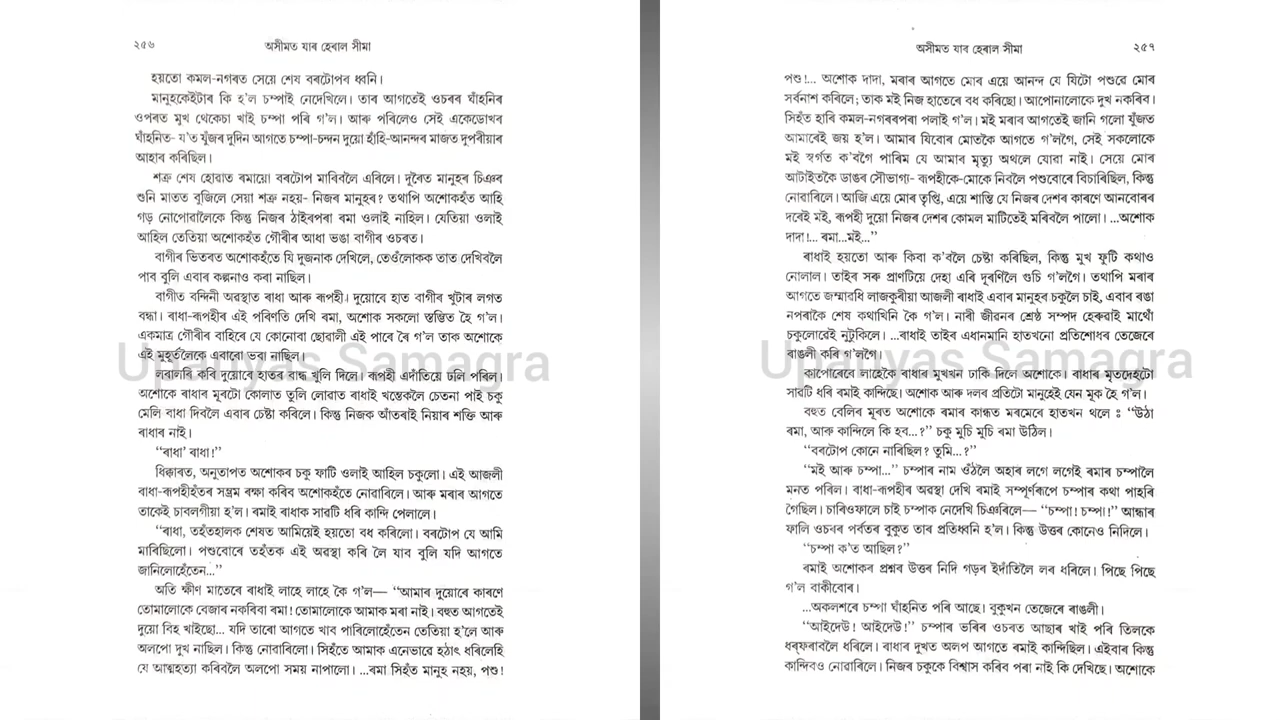 ২৫৬
অসীমত যাৰ হেৰাল সীমা
হয়তো কমল-নগৰত সেয়ে শেষ বৰটোপৰ ধ্বনি।
মানুহকেইটাৰ কি হ’ল চম্পাই নেদেখিলে। তাৰ আগতেই ওচৰৰ ঘাঁহনিৰ
ওপৰত মুখ থেকেচা খাই চম্পা পৰি গ’ল। আৰু পৰিলেও সেই একেডোখৰ
ঘাঁহনিত- য’ত যুঁজৰ দুদিন আগতে চম্পা-চন্দন দুয়ো হাঁহি-আনন্দৰ মাজত দুপৰীয়াৰ
আহাৰ কৰিছিল।
শত্ৰু শেষ হোৱাত ৰমায়ো বৰটোপ মাৰিবলৈ এৰিলে। দূৰৈত মানুহৰ চিঞৰ
শুনি মাতত বুজিলে সেয়া শত্ৰু নহয়- নিজৰ মানুহৰ? তথাপি অশোকহঁত আহি
গড় নোপোৱালৈকে কিন্তু নিজৰ ঠাইৰপৰা ৰমা ওলাই নাহিল। যেতিয়া ওলাই
আহিল তেতিয়া অশোকহঁত গৌৰীৰ আধা ভঙা বাগীৰ ওচৰত।
বাগীৰ ভিতৰত অশোকহঁতে যি দুজনাক দেখিলে, তেওঁলোকক তাত দেখিবলৈ
পাব বুলি এবাৰ কল্পনাও কৰা নাছিল।
বাগীত বন্দিনী অৱস্থাত ৰাধা আৰু ৰূপহী। দুয়োৰে হাত বাগীৰ খুটাৰ লগত
বন্ধা। ৰাধা-ৰূপহীৰ এই পৰিণতি দেখি ৰমা, অশোক সকলো স্তম্ভিত হৈ গ’ল।
একমাত্ৰ গৌৰীৰ বাহিৰে যে কোনোবা ছোৱালী এই পাৰে ৰৈ গ’ল তাক অশোকে
এই মুহূৰ্তলৈকে এবাৰো ভবা নাছিল।
লৰালৰি কৰি দুয়োৰে হাতৰ বান্ধ খুলি দিলে। ৰূপহী এদাঁতিয়ে ঢলি পৰিল।
অশোকে ৰাধাৰ মূৰটো কোলাত তুলি লোৱাত ৰাধাই খন্তেকলৈ চেতনা পাই চকু
মেলি বাধা দিবলৈ এবাৰ চেষ্টা কৰিলে। কিন্তু নিজক আঁতৰাই নিয়াৰ শক্তি আৰু
ৰাধাৰ নাই।
“ৰাধা’ ৰাধা!”
ধিক্কাৰত, অনুতাপত অশোকৰ চকু ফাটি ওলাই আহিল চকুলো। এই আজলী
ৰাধা-ৰূপহীহঁতৰ সম্ভ্ৰম ৰক্ষা কৰিব অশোকহঁতে নোৱাৰিলে। আৰু মৰাৰ আগতে
তাকেই চাবলগীয়া হ’ল। ৰমাই ৰাধাক সাৱটি ধৰি কান্দি পেলালে।
“ৰাধা, তহঁতহালক শেষত আমিয়েই হয়তো বধ কৰিলো। বৰটোপ যে আমি
মাৰিছিলো। পশুবোৰে তহঁতক এই অৱস্থা কৰি লৈ যাব বুলি যদি আগতে
জানিলোহেঁতেন...”
অতি ক্ষীণ মাতেৰে ৰাধাই লাহে লাহে কৈ গ’ল— “আমাৰ দুয়োৰে কাৰণে
তোমালোকে বেজাৰ নকৰিবা ৰমা! তোমালোকে আমাক মৰা নাই। বহুত আগতেই
দুয়ো বিহ খাইছো... যদি তাৰো আগতে খাব পাৰিলোহেঁতেন তেতিয়া হ’লে আৰু
অলপো দুখ নাছিল। কিন্তু নোৱাৰিলো। সিহঁতে আমাক এনেভাৱে হঠাৎ ধৰিলেহি
যে আত্মহত্যা কৰিবলৈ অলপো সময় নাপালো। ...ৰমা সিহঁত মানুহ নহয়, পশু!
অসীমত যাৰ হেৰাল সীমা
২৫৭
পশু!... অশোক দাদা, মৰাৰ আগতে মোৰ এয়ে আনন্দ যে যিটো পশুৱে মোৰ
সৰ্বনাশ কৰিলে; তাক মই নিজ হাতেৰে বধ কৰিছো। আপোনালোকে দুখ নকৰিব।
সিহঁত হাৰি কমল-নগৰৰপৰা পলাই গ’ল। মই মৰাৰ আগতেই জানি গলো যুঁজত
আমাৰেই জয় হ’ল। আমাৰ যিবোৰ মোতকৈ আগতে গ’লগৈ, সেই সকলোকে
মই স্বৰ্গত ক’বগৈ পাৰিম যে আমাৰ মৃত্যু অথলে যোৱা নাই। সেয়ে মোৰ
আটাইতকৈ ডাঙৰ সৌভাগ্য- ৰূপহীকে-মোকে নিবলৈ পশুবোৰে বিচাৰিছিল, কিন্তু
নোৱাৰিলে। আজি এয়ে মোৰ তৃপ্তি, এয়ে শান্তি যে নিজৰ দেশৰ কাৰণে আনবোৰৰ
দৰেই মই, ৰূপহী দুয়ো নিজৰ দেশৰ কোমল মাটিতেই মৰিবলৈ পালো। ...অশোক
দাদা!... ৰমা...মই...”
ৰাধাই হয়তো আৰু কিবা ক’বলৈ চেষ্টা কৰিছিল, কিন্তু মুখ ফুটি কথাও
নোলাল। তাইৰ সৰু প্ৰাণটিয়ে দেহা এৰি দূৰণিলৈ গুচি গ’লগৈ। তথাপি মৰাৰ
আগতে জন্মাৱধি লাজকুৰীয়া আজলী ৰাধাই এবাৰ মানুহৰ চকুলৈ চাই, এবাৰ ৰঙা
নপৰাকৈ শেষ কথাখিনি কৈ গ’ল। নাৰী জীৱনৰ শ্ৰেষ্ঠ সম্পদ হেৰুৱাই মাথোঁ
চকুলোৱেই নুটুকিলে। ...ৰাধাই তাইৰ এধানমানি হাতখনো প্ৰতিশোধৰ তেজেৰে
ৰাঙলী কৰি গ’লগৈ।
কাপোৰেৰে লাহেকৈ ৰাধাৰ মুখখন ঢাকি দিলে অশোকে। ৰাধাৰ মৃতদেহটো
সাৱটি ধৰি ৰমাই কান্দিছে। অশোক আৰু দলৰ প্ৰতিটো মানুহেই যেন মূক হৈ গ’ল।
বহুত বেলিৰ মূৰত অশোকে ৰমাৰ কান্ধত মৰমেৰে হাতখন থলে ঃ “উঠা
ৰমা, আৰু কান্দিলে কি হব...?” চকু মুচি মুচি ৰমা উঠিল।
“বৰটোপ কোনে মাৰিছিল? তুমি...?”
“মই আৰু চম্পা...” চম্পাৰ নাম ওঁঠলৈ অহাৰ লগে লগেই ৰমাৰ চম্পালৈ
মনত পৰিল। ৰাধা-ৰূপহীৰ অৱস্থা দেখি ৰমাই সম্পূৰ্ণৰূপে চম্পাৰ কথা পাহৰি
গৈছিল। চাৰিওফালে চাই চম্পাক নেদেখি চিঞৰিলে— “চম্পা! চম্পা!” আন্ধাৰ
ফালি ওচৰৰ পৰ্বতৰ বুকুত তাৰ প্ৰতিধ্বনি হ’ল। কিন্তু উত্তৰ কোনেও নিদিলে।
“চম্পা ক’ত আছিল?”
ৰমাই অশোকৰ প্ৰশ্নৰ উত্তৰ নিদি গড়ৰ ইদাঁতিলৈ লৰ ধৰিলে। পিছে পিছে
গ’ল বাকীবোৰ।
...অকলশৰে চম্পা ঘাঁহনিত পৰি আছে। বুকুখন তেজেৰে ৰাঙলী।
“আইদেউ! আইদেউ!” চম্পাৰ ভৰিৰ ওচৰত আছাৰ খাই পৰি তিলকে
ধৰ্‌ফৰাবলৈ ধৰিলে। ৰাধাৰ দুখত অলপ আগতে ৰমাই কান্দিছিল। এইবাৰ কিন্তু
কান্দিবও নোৱাৰিলে। নিজৰ চকুকে বিশ্বাস কৰিব পৰা নাই কি দেখিছে। অশোকে
Upanyas Samagra
Upanyas Samagra